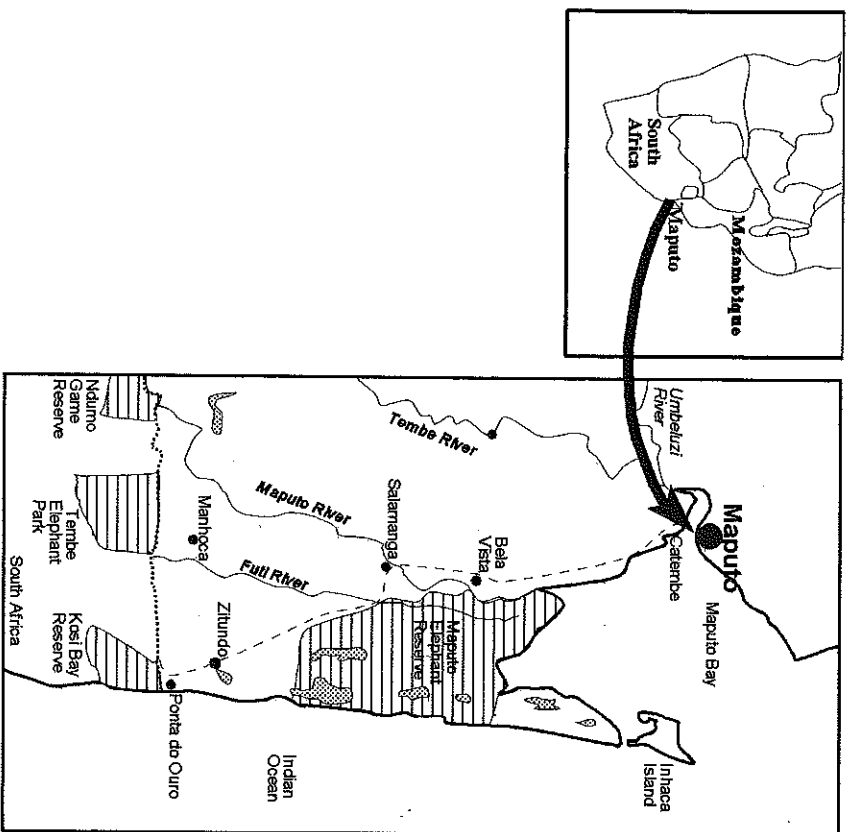 South
Africa
Mozambique
Maputo
Umbeluzi
River
Maputo
Catembe
Maputo Bay
Inhaca
Island
Tembe River
Bela
Vista
Salamanga
Maputo
Elephant
Reserve
Maputo River
Futi River
Manhoca
Zitundo
Ponta do Ouro
Indian
Ocean
Ndumo
Game
Reserve
Tembe
Elephant
Park
Kosi Bay
Reserve
South Africa